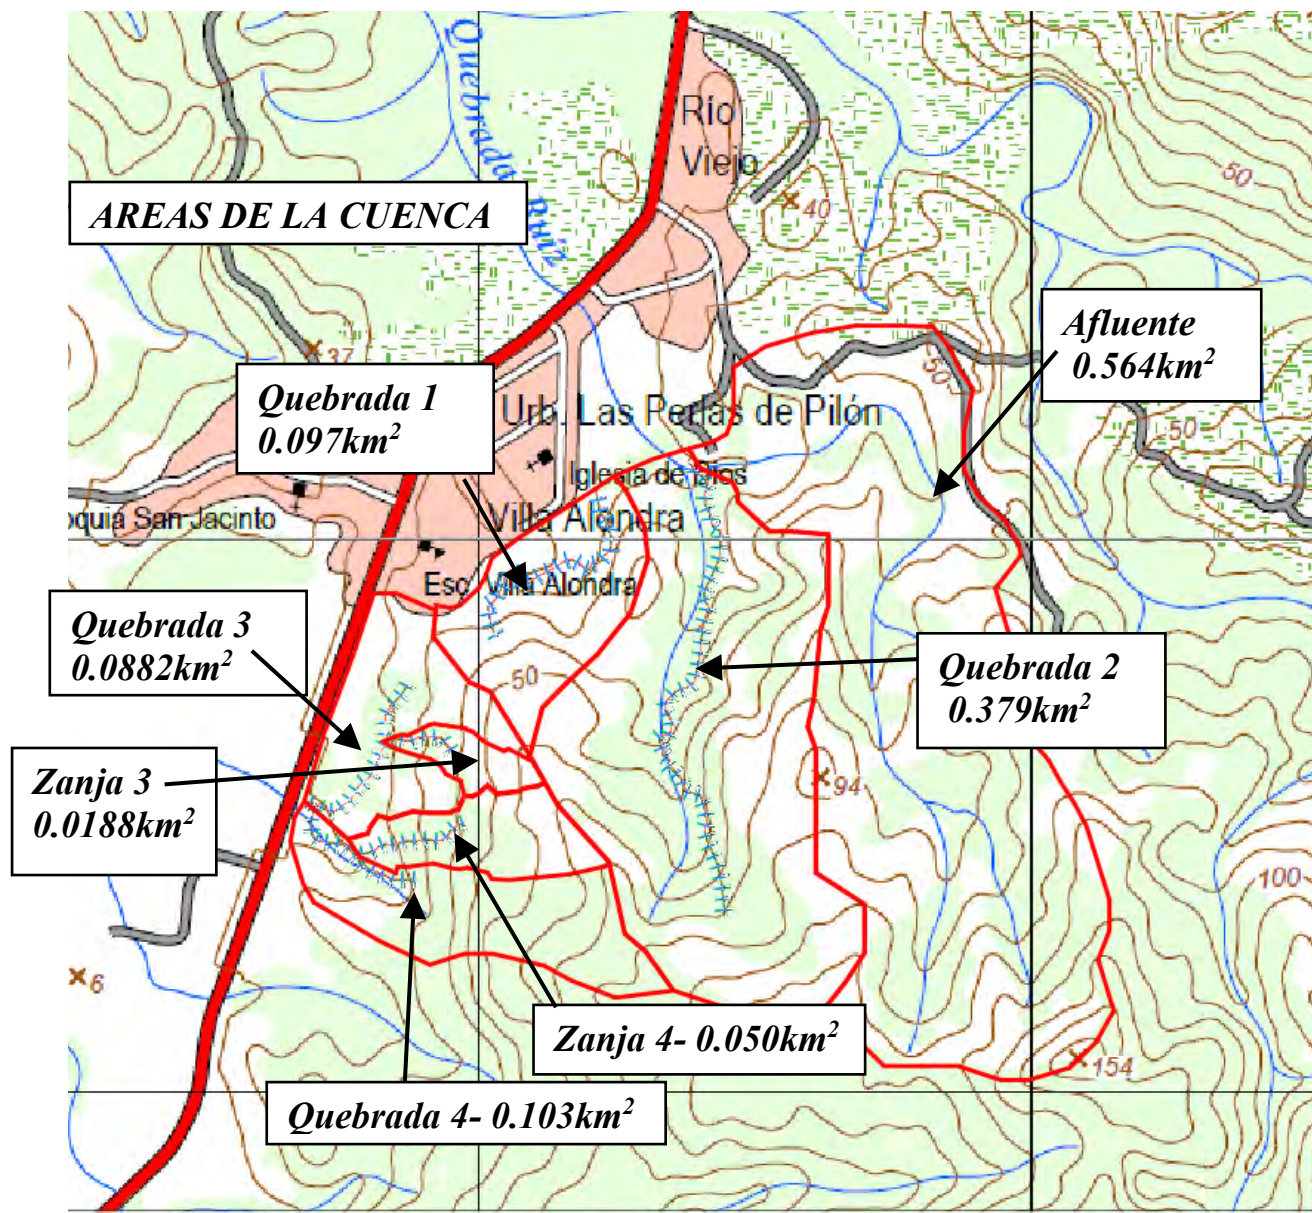 Quebrada Ruíz
Río
Viejo
40
50
AREAS DE LA CUENCA
37
Afluente
0.564km²
50
Quebrada 1
0.097km²
Urb. Las Perlas de Pilón
50
Iglesia de Dios
oquia San Jacinto
Villa Alondra
Esc. Villa Alondra
Quebrada 3
0.0882km²
50
Quebrada 2
0.379km²
Zanja 3
0.0188km²
94
100
6
Zanja 4- 0.050km²
154
Quebrada 4- 0.103km²